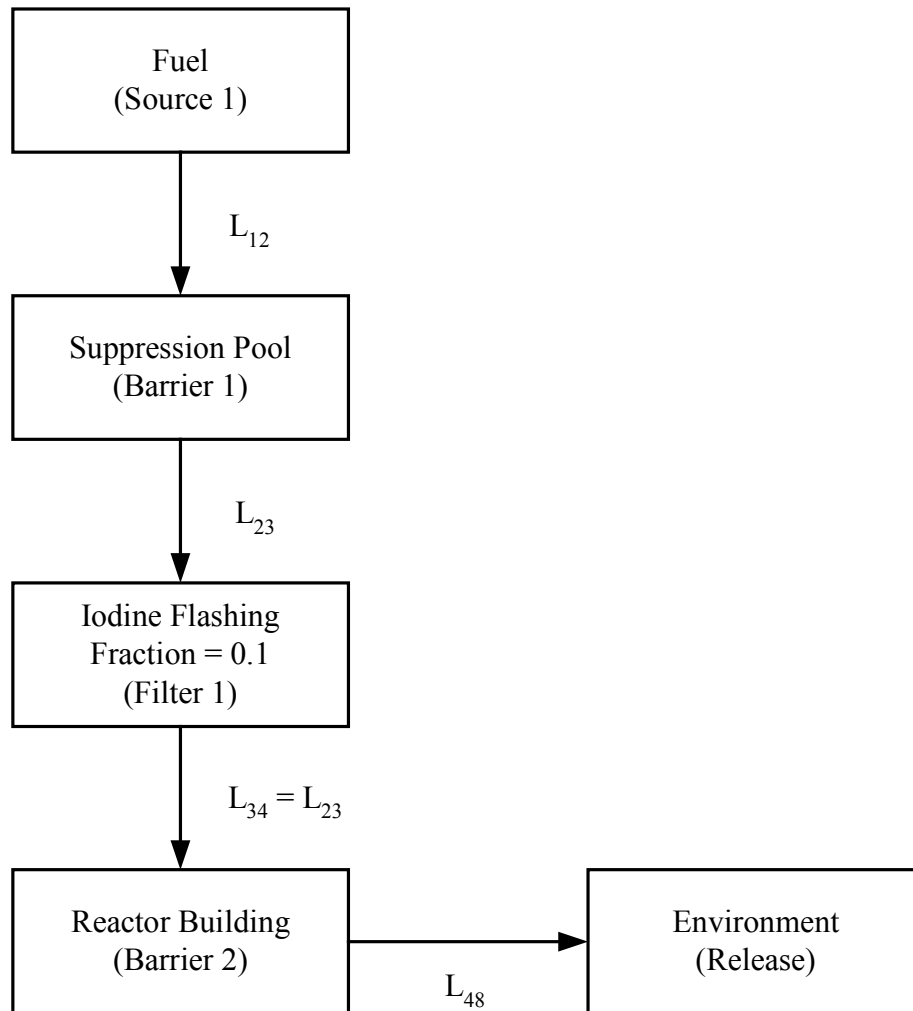 Fuel
(Source 1)
L₁₂
Suppression Pool
(Barrier 1)
L₂₃
Iodine Flashing
Fraction = 0.1
(Filter 1)
L₃₄ = L₂₃
Reactor Building
(Barrier 2)
L₄₈
Environment
(Release)